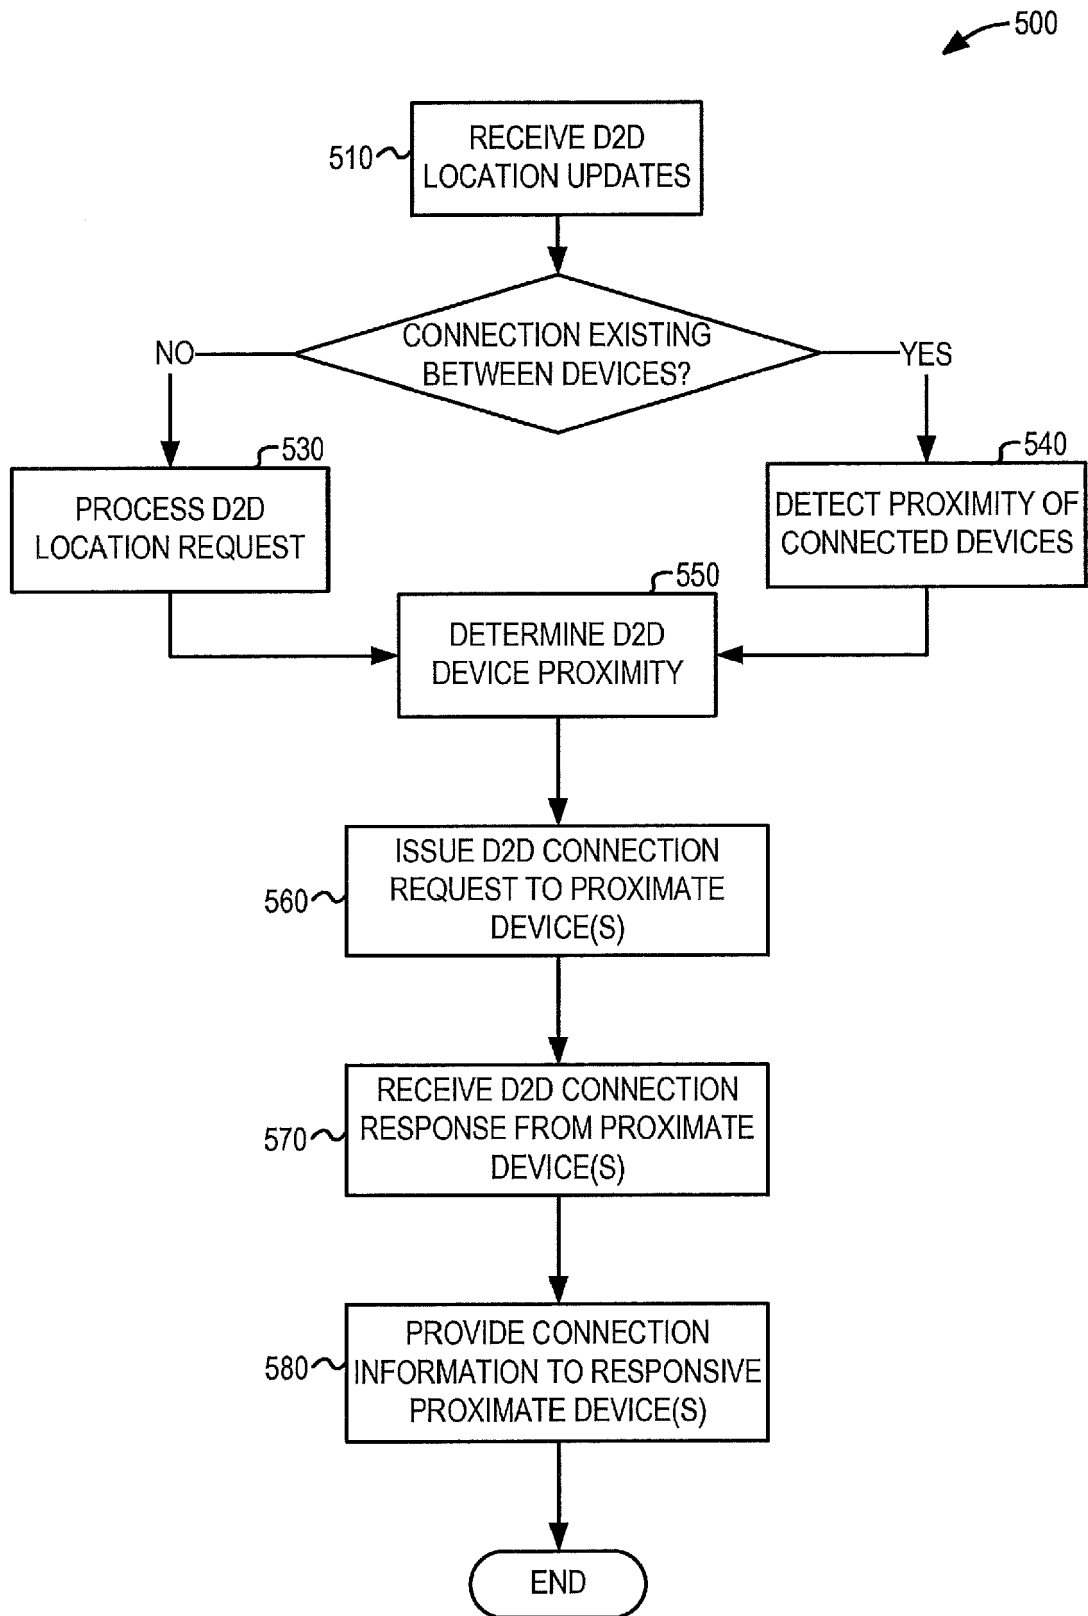 500
510
RECEIVE D2D
LOCATION UPDATES
CONNECTION EXISTING
BETWEEN DEVICES?
NO
YES
530
PROCESS D2D
LOCATION REQUEST
540
DETECT PROXIMITY OF
CONNECTED DEVICES
550
DETERMINE D2D
DEVICE PROXIMITY
560
ISSUE D2D CONNECTION
REQUEST TO PROXIMATE
DEVICE(S)
570
RECEIVE D2D CONNECTION
RESPONSE FROM PROXIMATE
DEVICE(S)
580
PROVIDE CONNECTION
INFORMATION TO RESPONSIVE
PROXIMATE DEVICE(S)
END